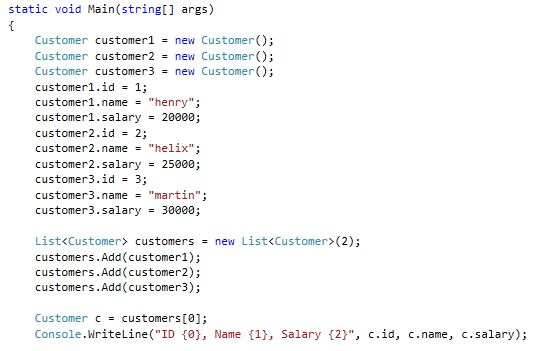 static void Main(string[] args)
{
Customer customer1 = new Customer();
Customer customer2 = new Customer();
Customer customer3 = new Customer();
customer1.id = 1;
customer1.name = "henry";
customer1.salary = 20000;
customer2.id = 2;
customer2.name = "helix";
customer2.salary = 25000;
customer3.id = 3;
customer3.name = "martin";
customer3.salary = 30000;
List<Customer> customers = new List<Customer>(2);
customers.Add(customer1);
customers.Add(customer2);
customers.Add(customer3);
Customer c = customers[0];
Console.WriteLine("ID {0}, Name {1}, Salary {2}", c.id, c.name, c.salary);